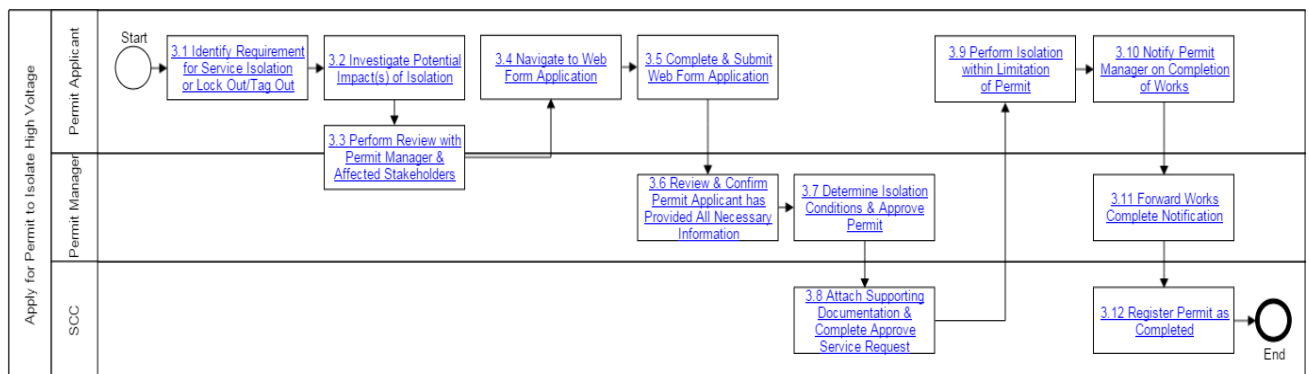 Apply for Permit to Isolate High Voltage
Permit Applicant
Start
3.1 Identify Requirement
for Service Isolation
or Lock Out/Tag Out
3.2 Investigate Potential
Impact(s) of Isolation
3.3 Perform Review with
Permit Manager &
Affected Stakeholders
3.4 Navigate to Web
Form Application
3.5 Complete & Submit
Web Form Application
3.9 Perform Isolation
within Limitation
of Permit
3.10 Notify Permit
Manager on Completion
of Works
Permit Manager
3.6 Review & Confirm
Permit Applicant has
Provided All Necessary
Information
3.7 Determine Isolation
Conditions & Approve
Permit
3.11 Forward Works
Complete Notification
SCC
3.8 Attach Supporting
Documentation &
Complete Approve
Service Request
3.12 Register Permit as
Completed
End